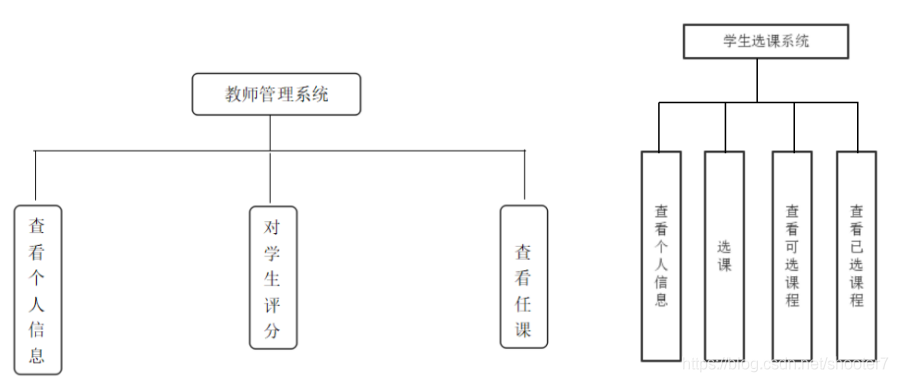 教师管理系统
查看个人信息
对学生评分
查看任课
学生选课系统
查看个人信息
选课
查看可选课程
查看已选课程
https://blog.csdn.net/shooter7